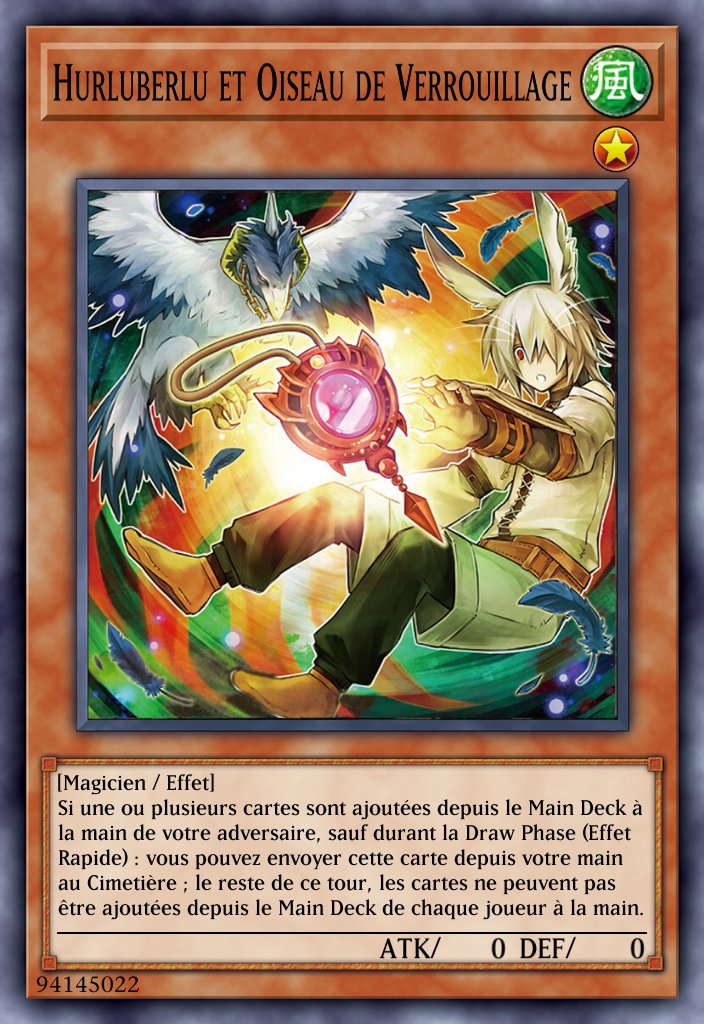 Hurluberlu et Oiseau de Verrouillage
風
[Magicien / Effet]
Si une ou plusieurs cartes sont ajoutées depuis le Main Deck à
la main de votre adversaire, sauf durant la Draw Phase (Effet
Rapide) : vous pouvez envoyer cette carte depuis votre main
au Cimetière ; le reste de ce tour, les cartes ne peuvent pas
être ajoutées depuis le Main Deck de chaque joueur à la main.
ATK/ 0 DEF/ 0
94145022